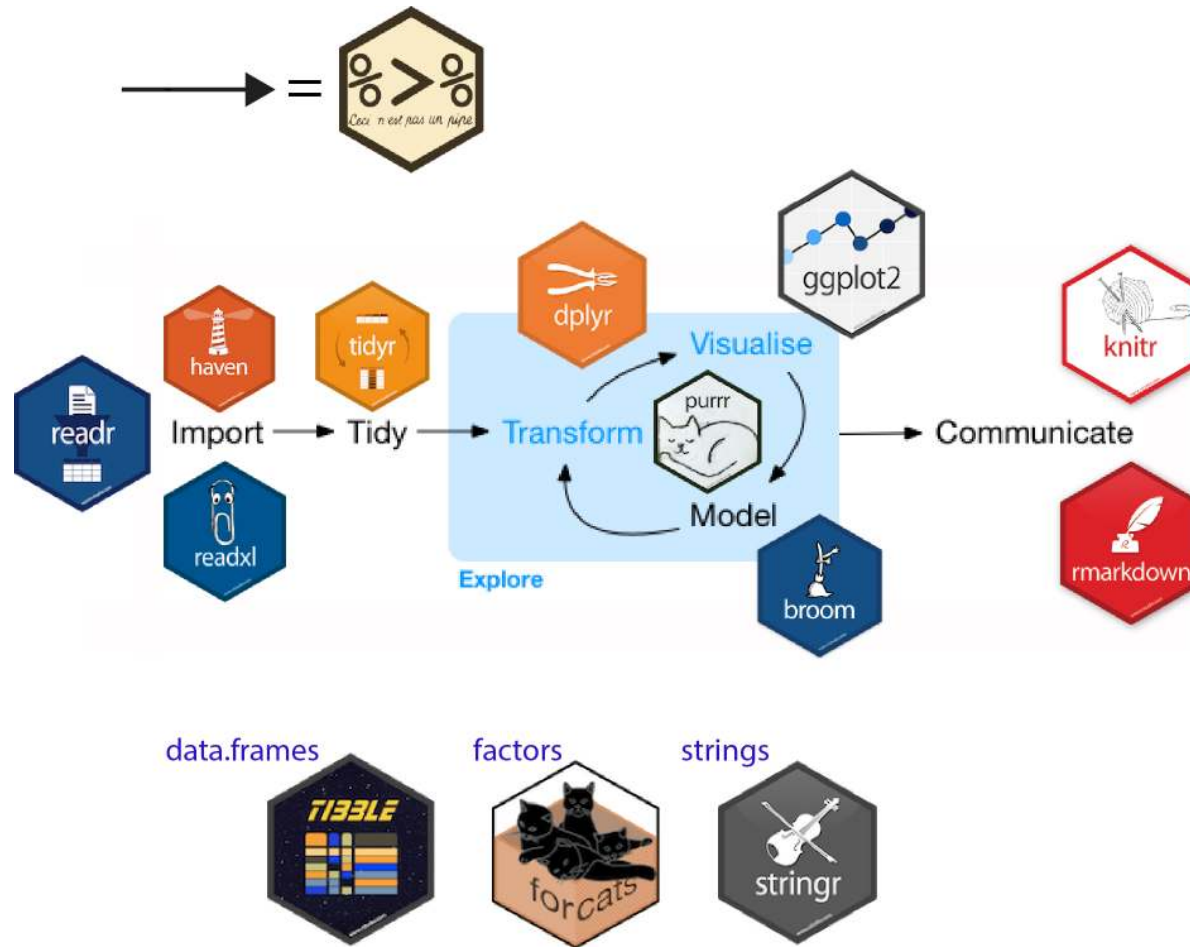 =
%>%
Ceci n'est pas un pipe
ggplot2
dplyr
Visualise
haven
tidyr
knitr
purrr
readr
Import
Tidy
Transform
Communicate
Model
readxl
rmarkdown
Explore
broom
data.frames
factors
strings
TIBBLE
forcats
stringr